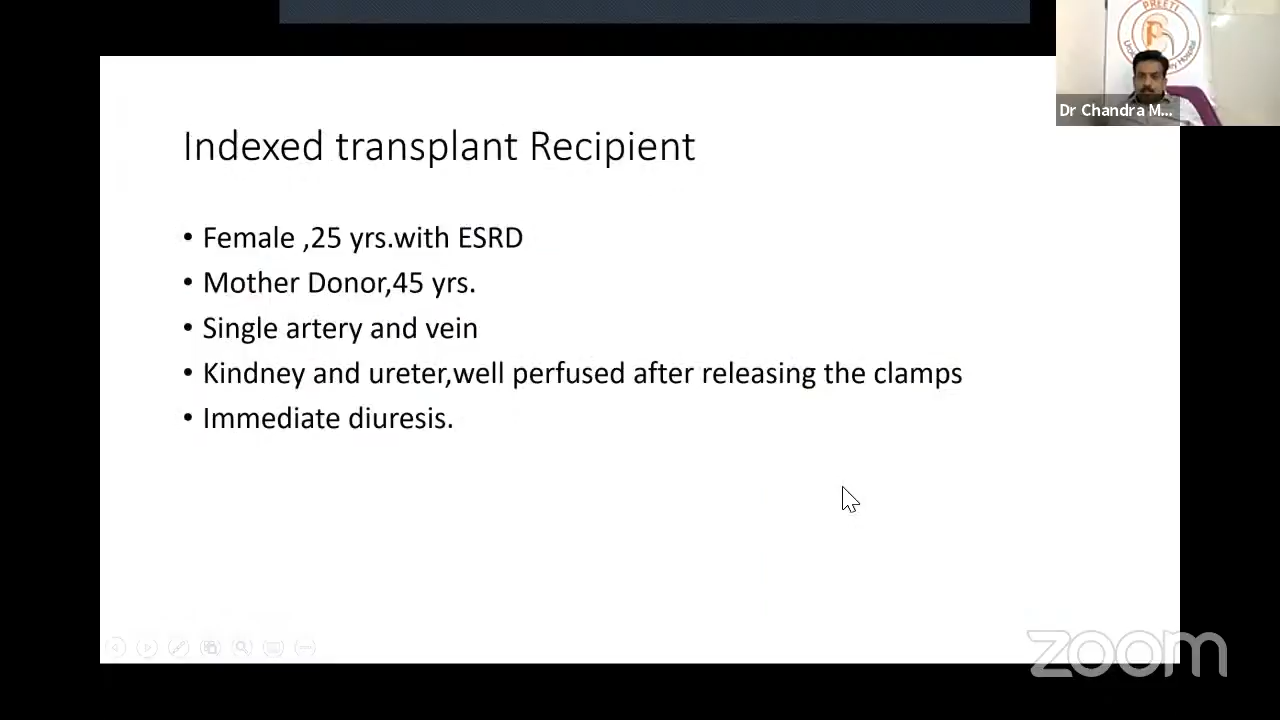 PREETI
Indexed transplant Recipient
Dr Chandra M...
• Female ,25 yrs.with ESRD
• Mother Donor,45 yrs.
• Single artery and vein
• Kindney and ureter,well perfused after releasing the clamps
• Immediate diuresis.
zoom